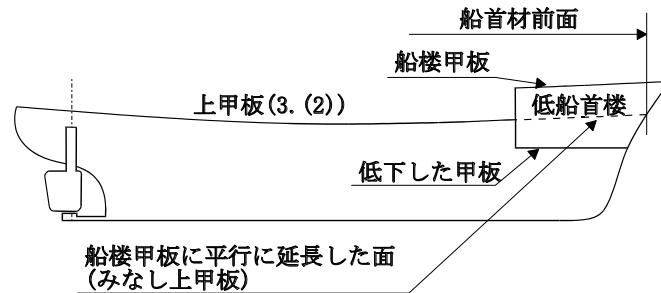 船首材前面
船楼甲板
上甲板(3.(2))
低船首楼
低下した甲板
船楼甲板に平行に延長した面
(みなし上甲板)